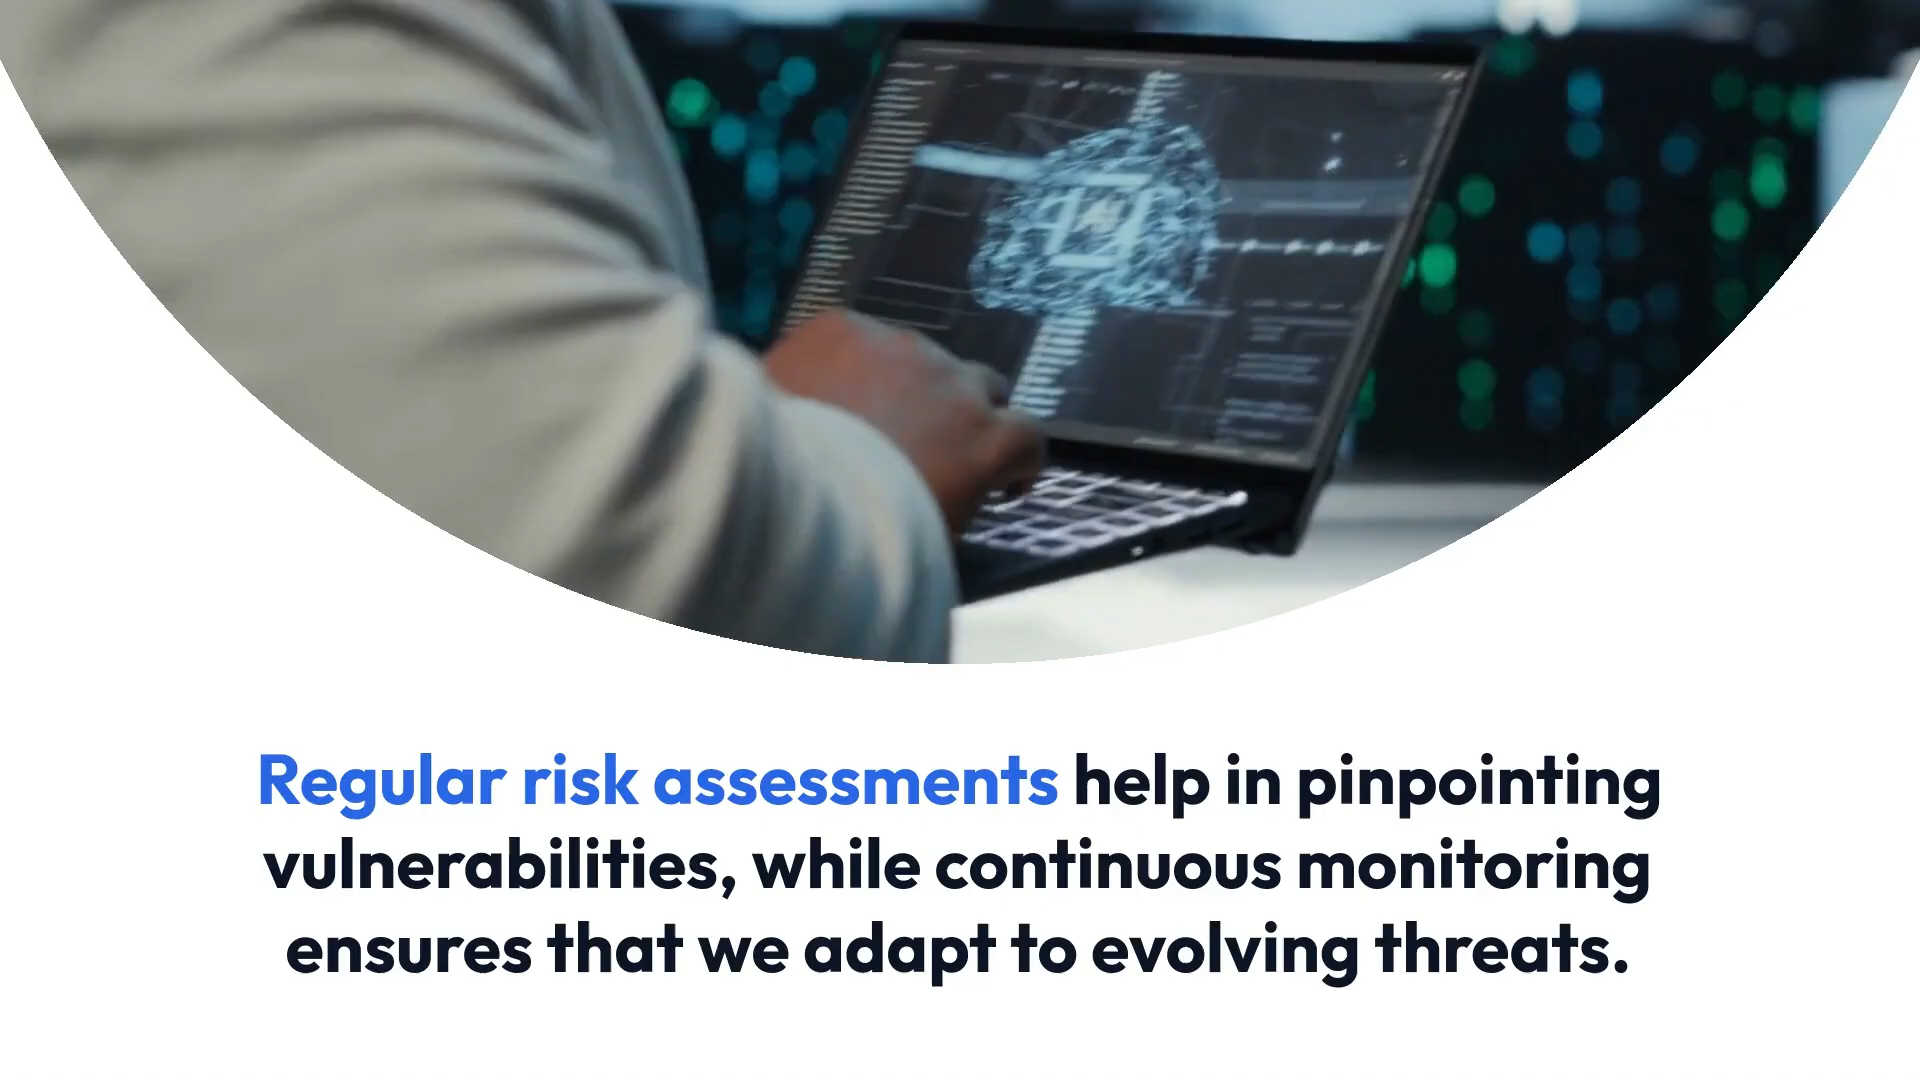 Regular risk assessments help in pinpointing
vulnerabilities, while continuous monitoring
ensures that we adapt to evolving threats.